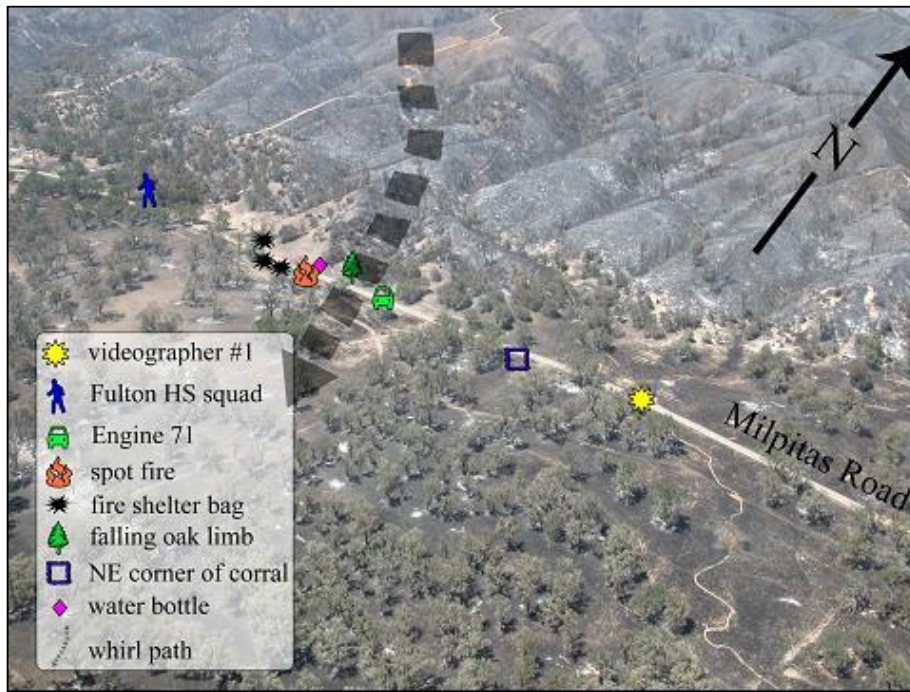 N
videographer #1
Fulton HS squad
Engine 71
spot fire
fire shelter bag
falling oak limb
NE corner of corral
water bottle
whirl path
Milpitas Road